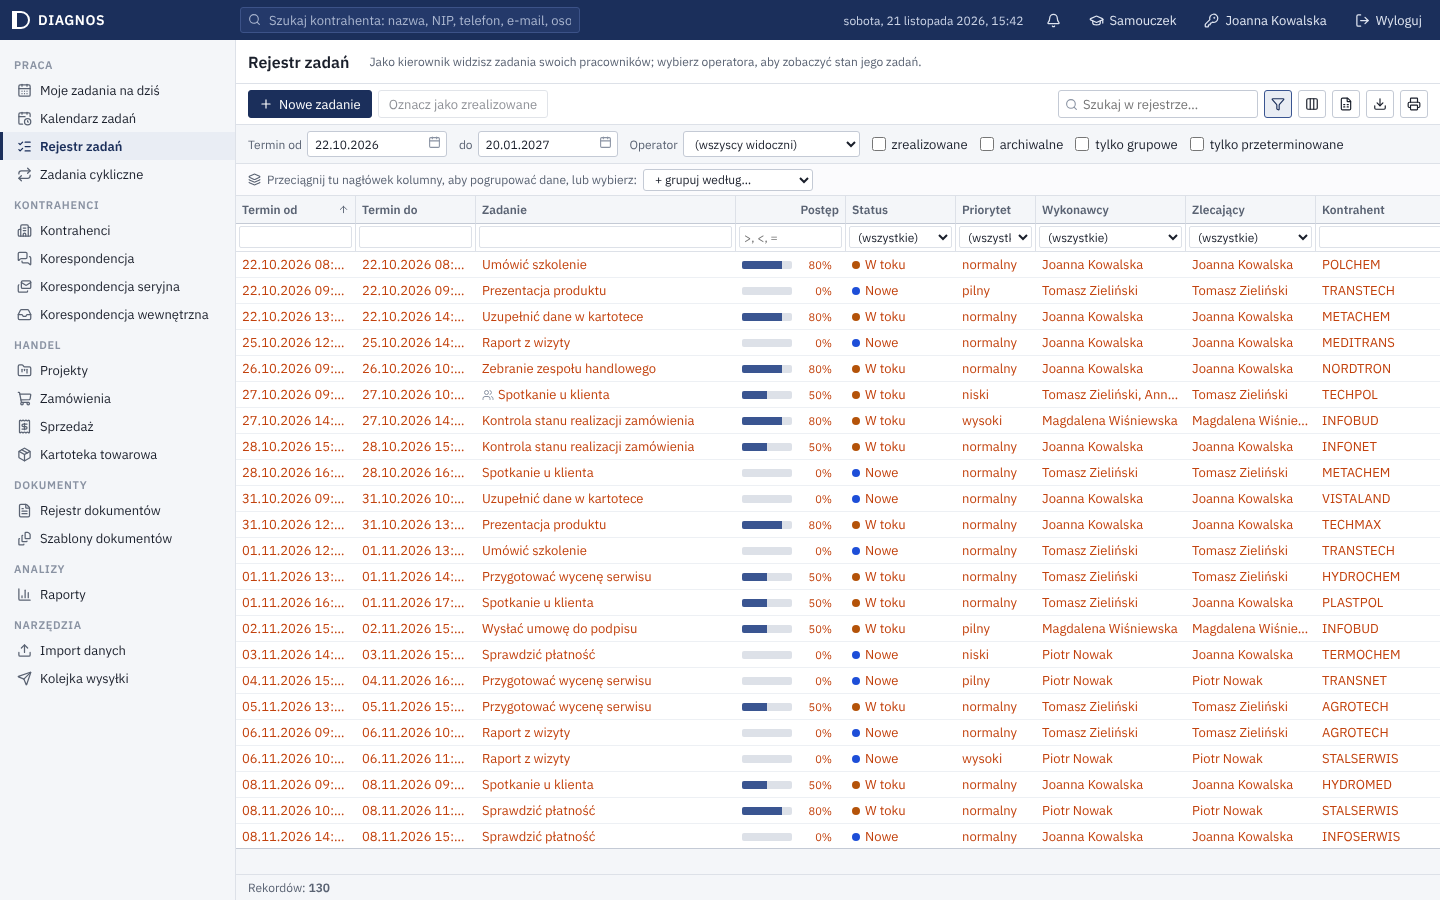 DIAGNOS
Szukaj kontrahenta: nazwa, NIP, telefon, e-mail, oso
sobota, 21 listopada 2026, 15:42
Samouczek
Joanna Kowalska
Wyloguj
PRACA
Moje zadania na dziś
Kalendarz zadań
Rejestr zadań
Zadania cykliczne
KONTRAHENCI
Kontrahenci
Korespondencja
Korespondencja seryjna
Korespondencja wewnętrzna
HANDEL
Projekty
Zamówienia
Sprzedaż
Kartoteka towarowa
DOKUMENTY
Rejestr dokumentów
Szablony dokumentów
ANALIZY
Raporty
NARZĘDZIA
Import danych
Kolejka wysyłki
Rejestr zadań Jako kierownik widzisz zadania swoich pracowników; wybierz operatora, aby zobaczyć stan jego zadań.
Nowe zadanie Oznacz jako zrealizowane Szukaj w rejestrze...
Termin od 22.10.2026 do 20.01.2027 Operator (wszyscy widoczni) zrealizowane archiwalne tylko grupowe tylko przeterminowane
Przeciągnij tu nagłówek kolumny, aby pogrupować dane, lub wybierz: + grupuj według...
Termin od Termin do Zadanie Postęp Status Priorytet Wykonawcy Zlecający Kontrahent
>, <, = (wszystkie) (wszystkie) (wszystkie)
22.10.2026 08:... 22.10.2026 08:... Umówić szkolenie 80% W toku normalny Joanna Kowalska Joanna Kowalska POLCHEM
22.10.2026 09:... 22.10.2026 09:... Prezentacja produktu 0% Nowe pilny Tomasz Zieliński Tomasz Zieliński TRANSTECH
22.10.2026 13:... 22.10.2026 14:... Uzupełnić dane w kartotece 80% W toku normalny Joanna Kowalska Joanna Kowalska METACHEM
25.10.2026 12:... 25.10.2026 14:... Raport z wizyty 0% Nowe normalny Joanna Kowalska Joanna Kowalska MEDITRANS
26.10.2026 09:... 26.10.2026 10:... Zebranie zespołu handlowego 80% W toku normalny Joanna Kowalska Joanna Kowalska NORDTRON
27.10.2026 09:... 27.10.2026 10:... Spotkanie u klienta 50% W toku niski Tomasz Zieliński, Ann... Tomasz Zieliński TECHPOL
27.10.2026 14:... 27.10.2026 14:... Kontrola stanu realizacji zamówienia 80% W toku wysoki Magdalena Wiśniewska Magdalena Wiśnie... INFOBUD
28.10.2026 15:... 28.10.2026 15:... Kontrola stanu realizacji zamówienia 50% W toku normalny Joanna Kowalska Joanna Kowalska INFONET
28.10.2026 16:... 28.10.2026 16:... Spotkanie u klienta 0% Nowe normalny Tomasz Zieliński Tomasz Zieliński METACHEM
31.10.2026 09:... 31.10.2026 10:... Uzupełnić dane w kartotece 0% Nowe normalny Joanna Kowalska Joanna Kowalska VISTALAND
31.10.2026 12:... 31.10.2026 13:... Prezentacja produktu 80% W toku normalny Joanna Kowalska Joanna Kowalska TECHMAX
01.11.2026 12:... 01.11.2026 13:... Umówić szkolenie 0% Nowe normalny Tomasz Zieliński Tomasz Zieliński TRANSTECH
01.11.2026 13:... 01.11.2026 14:... Przygotować wycenę serwisu 50% W toku normalny Tomasz Zieliński Tomasz Zieliński HYDROCHEM
01.11.2026 16:... 01.11.2026 17:... Spotkanie u klienta 50% W toku normalny Tomasz Zieliński Joanna Kowalska PLASTPOL
02.11.2026 15:... 02.11.2026 15:... Wysłać umowę do podpisu 50% W toku pilny Magdalena Wiśniewska Magdalena Wiśnie... INFOBUD
03.11.2026 14:... 03.11.2026 15:... Sprawdzić płatność 0% Nowe niski Piotr Nowak Joanna Kowalska TERMOCHEM
04.11.2026 15:... 04.11.2026 16:... Przygotować wycenę serwisu 0% Nowe pilny Piotr Nowak Piotr Nowak TRANSNET
05.11.2026 13:... 05.11.2026 15:... Przygotować wycenę serwisu 50% W toku normalny Tomasz Zieliński Tomasz Zieliński AGROTECH
06.11.2026 09:... 06.11.2026 10:... Raport z wizyty 0% Nowe normalny Tomasz Zieliński Tomasz Zieliński AGROTECH
06.11.2026 10:... 06.11.2026 11:... Raport z wizyty 0% Nowe wysoki Piotr Nowak Piotr Nowak STALSERWIS
08.11.2026 09:... 08.11.2026 09:... Spotkanie u klienta 50% W toku normalny Joanna Kowalska Joanna Kowalska HYDROMED
08.11.2026 10:... 08.11.2026 11:... Sprawdzić płatność 80% W toku normalny Piotr Nowak Piotr Nowak STALSERWIS
08.11.2026 14:... 08.11.2026 15:... Sprawdzić płatność 0% Nowe normalny Joanna Kowalska Joanna Kowalska INFOSERWIS
Rekordów: 130